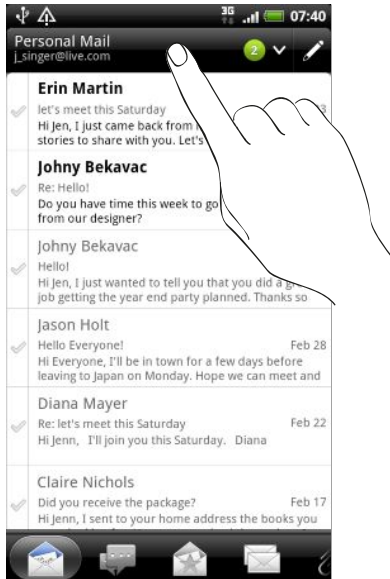 3G 07:40
Personal Mail
j_singer@live.com 2
Erin Martin
let's meet this Saturday
Hi Jen, I just came back from
stories to share with you. Let's
Johny Bekavac
Re: Hello!
Do you have time this week to go
from our designer?
Johny Bekavac
Hello!
Hi Jen, I just wanted to tell you that you did a
job getting the year end party planned. Thanks so
Jason Holt
Hello Everyone! Feb 28
Hi Everyone, I'll be in town for a few days before
leaving to Japan on Monday. Hope we can meet and
Diana Mayer
Re: let's meet this Saturday Feb 22
Hi Jenn, I'll join you this Saturday. Diana
Claire Nichols
Did you receive the package? Feb 17
Hi Jenn, I sent to your home address the books you